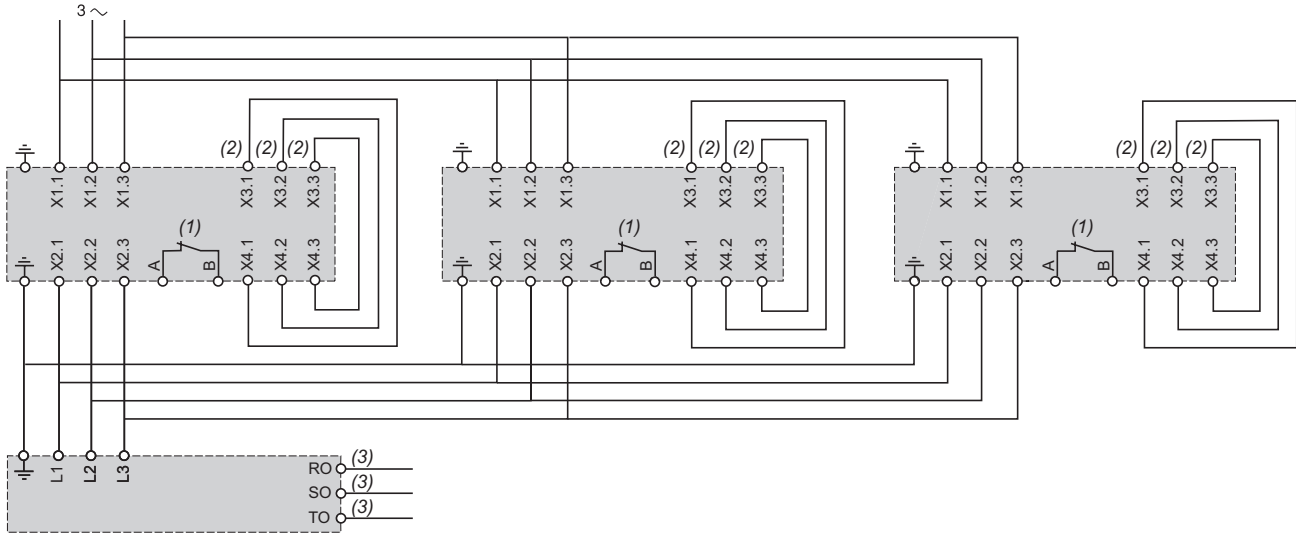 3 ~
(2) (2) (2) (2) (2) (2) (2) (2) (2)
X1.1 X1.2 X1.3 X3.1 X3.2 X3.3 X1.1 X1.2 X1.3 X3.1 X3.2 X3.3 X1.1 X1.2 X1.3 X3.1 X3.2 X3.3
(1) (1) (1)
X2.1 X2.2 X2.3 A B X4.1 X4.2 X4.3 X2.1 X2.2 X2.3 A B X4.1 X4.2 X4.3 X2.1 X2.2 X2.3 A B X4.1 X4.2 X4.3
L1 L2 L3
RO (3)
SO (3)
TO (3)